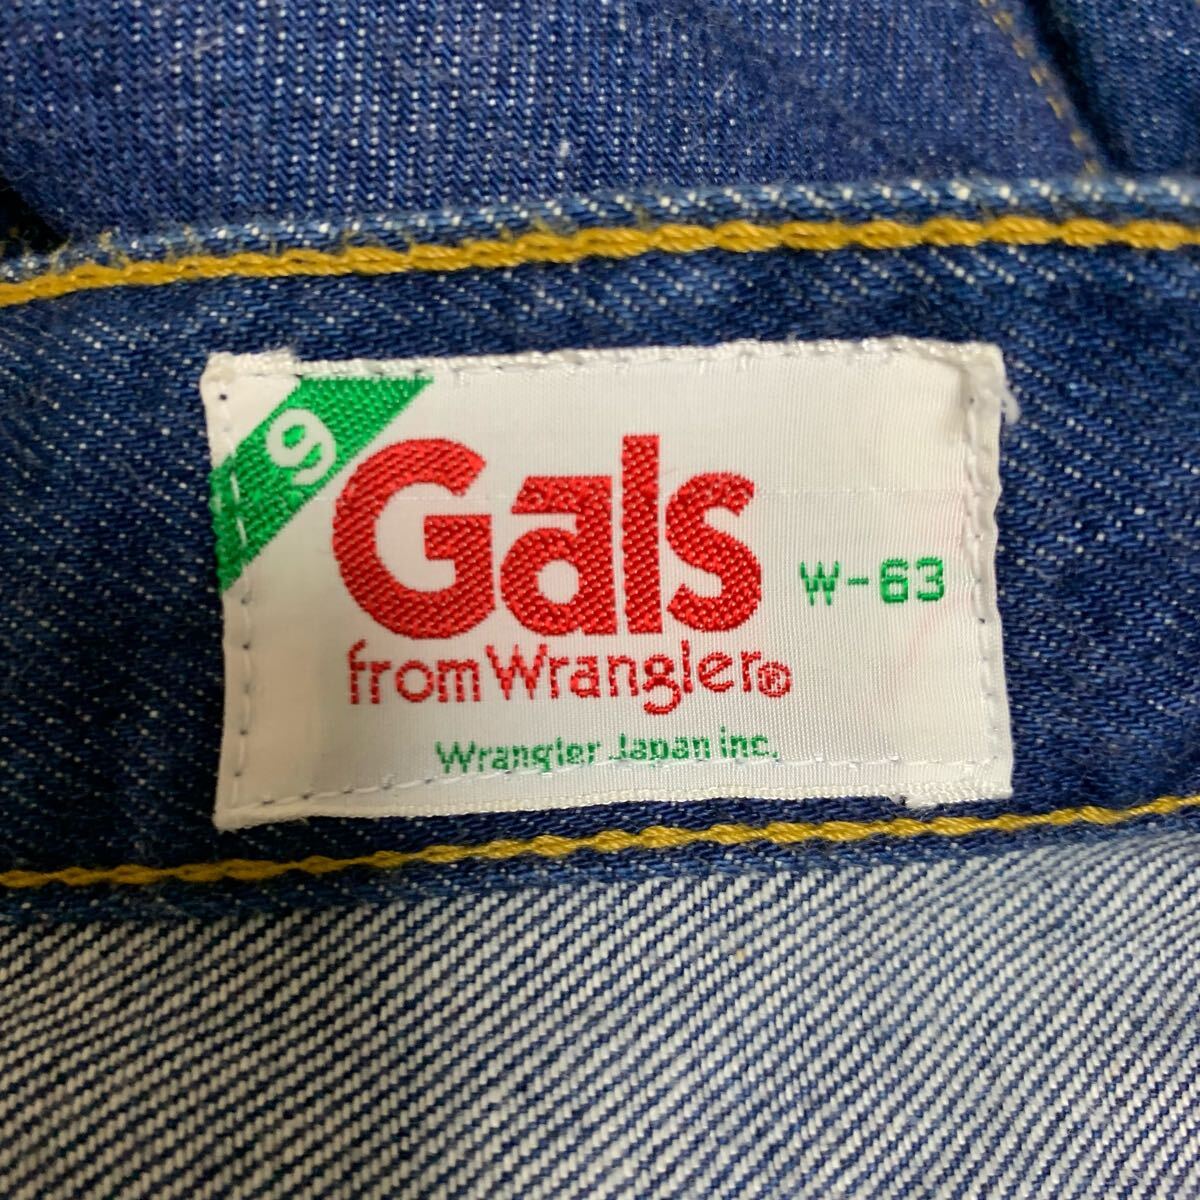 9
Gals
W-63
from Wrangler®
Wrangler Japan inc.